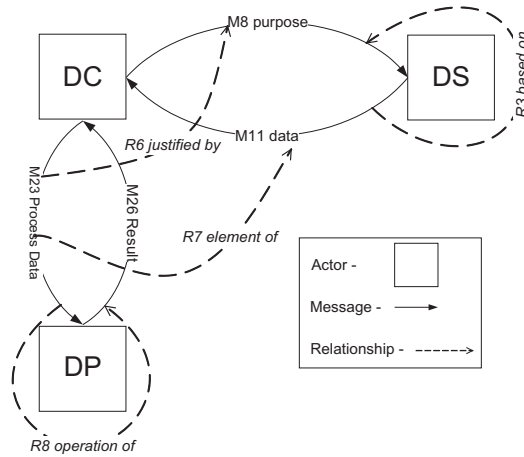 M8 purpose
DC
DS
R3 based on
M11 data
R6 justified by
M23 Process Data
M26 Result
R7 element of
Actor -
Message -
Relationship -
DP
R8 operation of